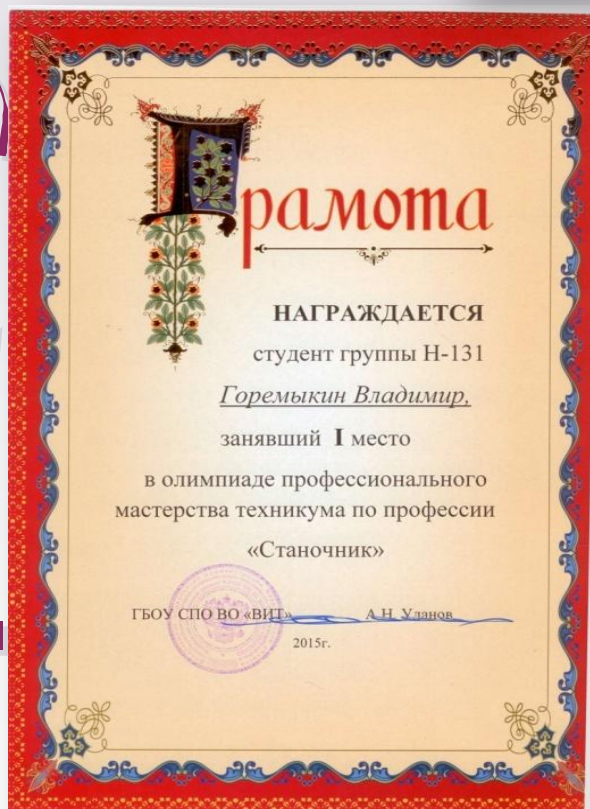 Грамота
НАГРАЖДАЕТСЯ
студент группы Н-131
Горемыкин Владимир,
занявший I место
в олимпиаде профессионального
мастерства техникума по профессии
«Станочник»
ГБОУ СПО ВО «ВИТ» А.Н. Уланов
2015г.